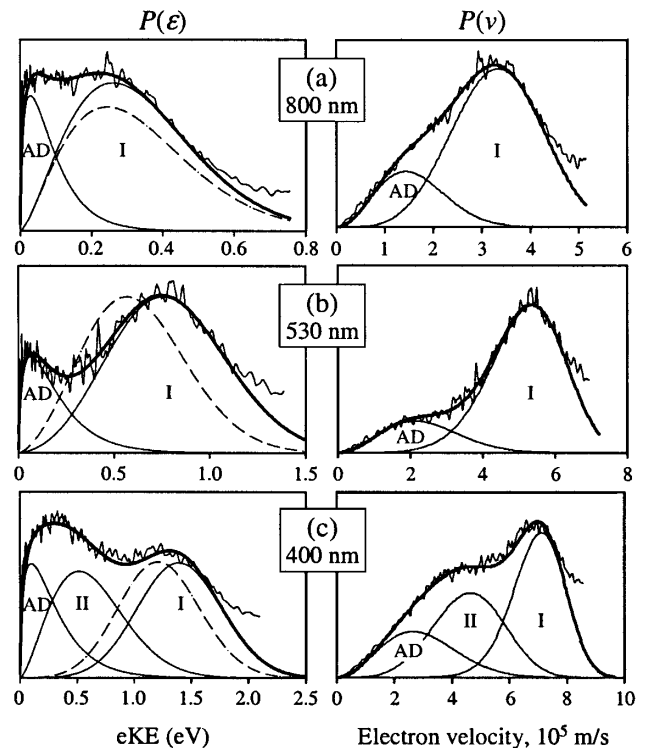 P(ε) P(v)
(a)
800 nm
AD I
AD I
0 0.2 0.4 0.6 0.8 0 1 2 3 4 5 6
(b)
530 nm
AD I
AD I
0 0.5 1.0 1.5 0 2 4 6 8
(c)
400 nm
AD II I
AD II I
0 0.5 1.0 1.5 2.0 2.5 0 2 4 6 8 10
eKE (eV) Electron velocity, 10⁵ m/s